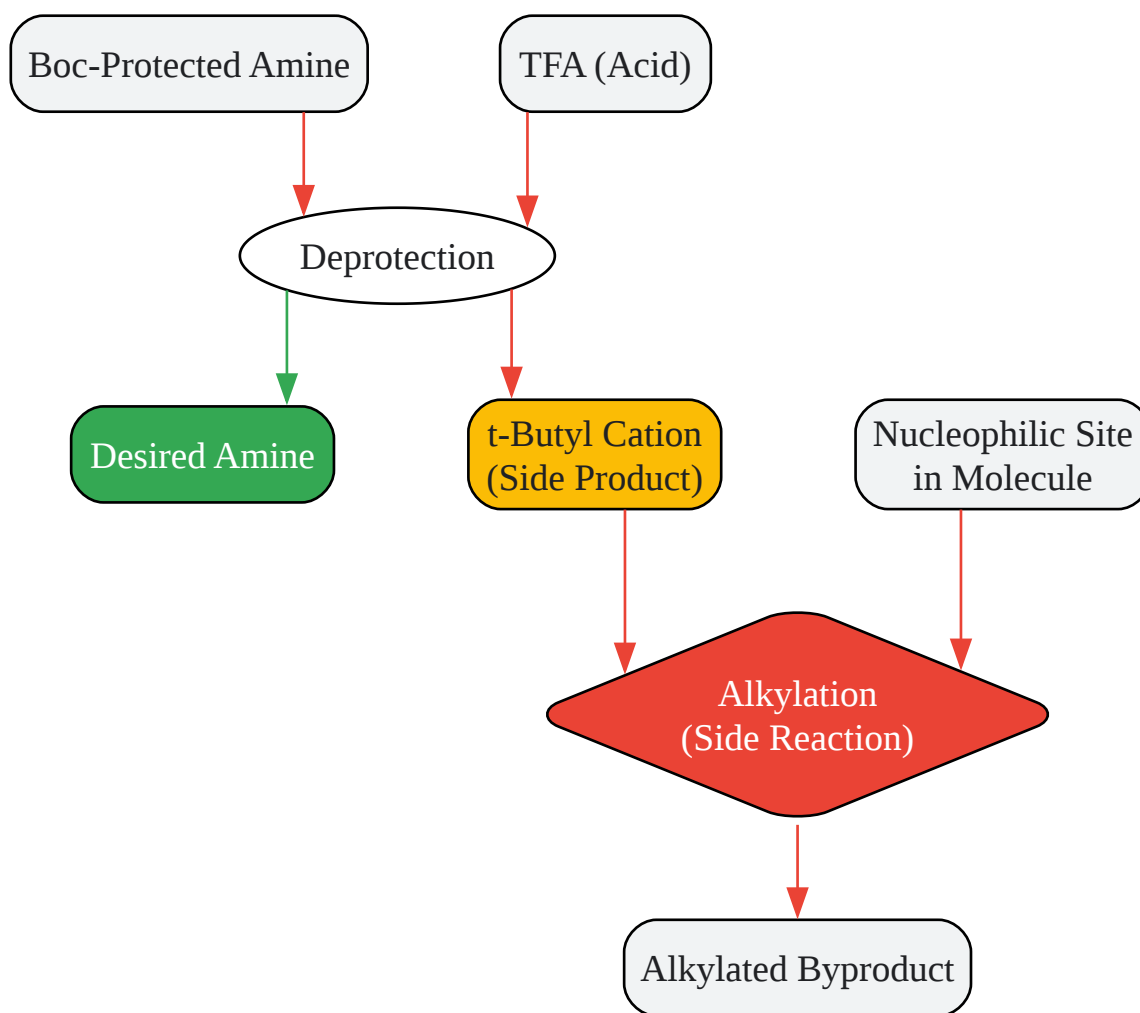 Boc-Protected Amine
TFA (Acid)
Deprotection
Desired Amine
t-Butyl Cation
(Side Product)
Nucleophilic Site
in Molecule
Alkylation
(Side Reaction)
Alkylated Byproduct